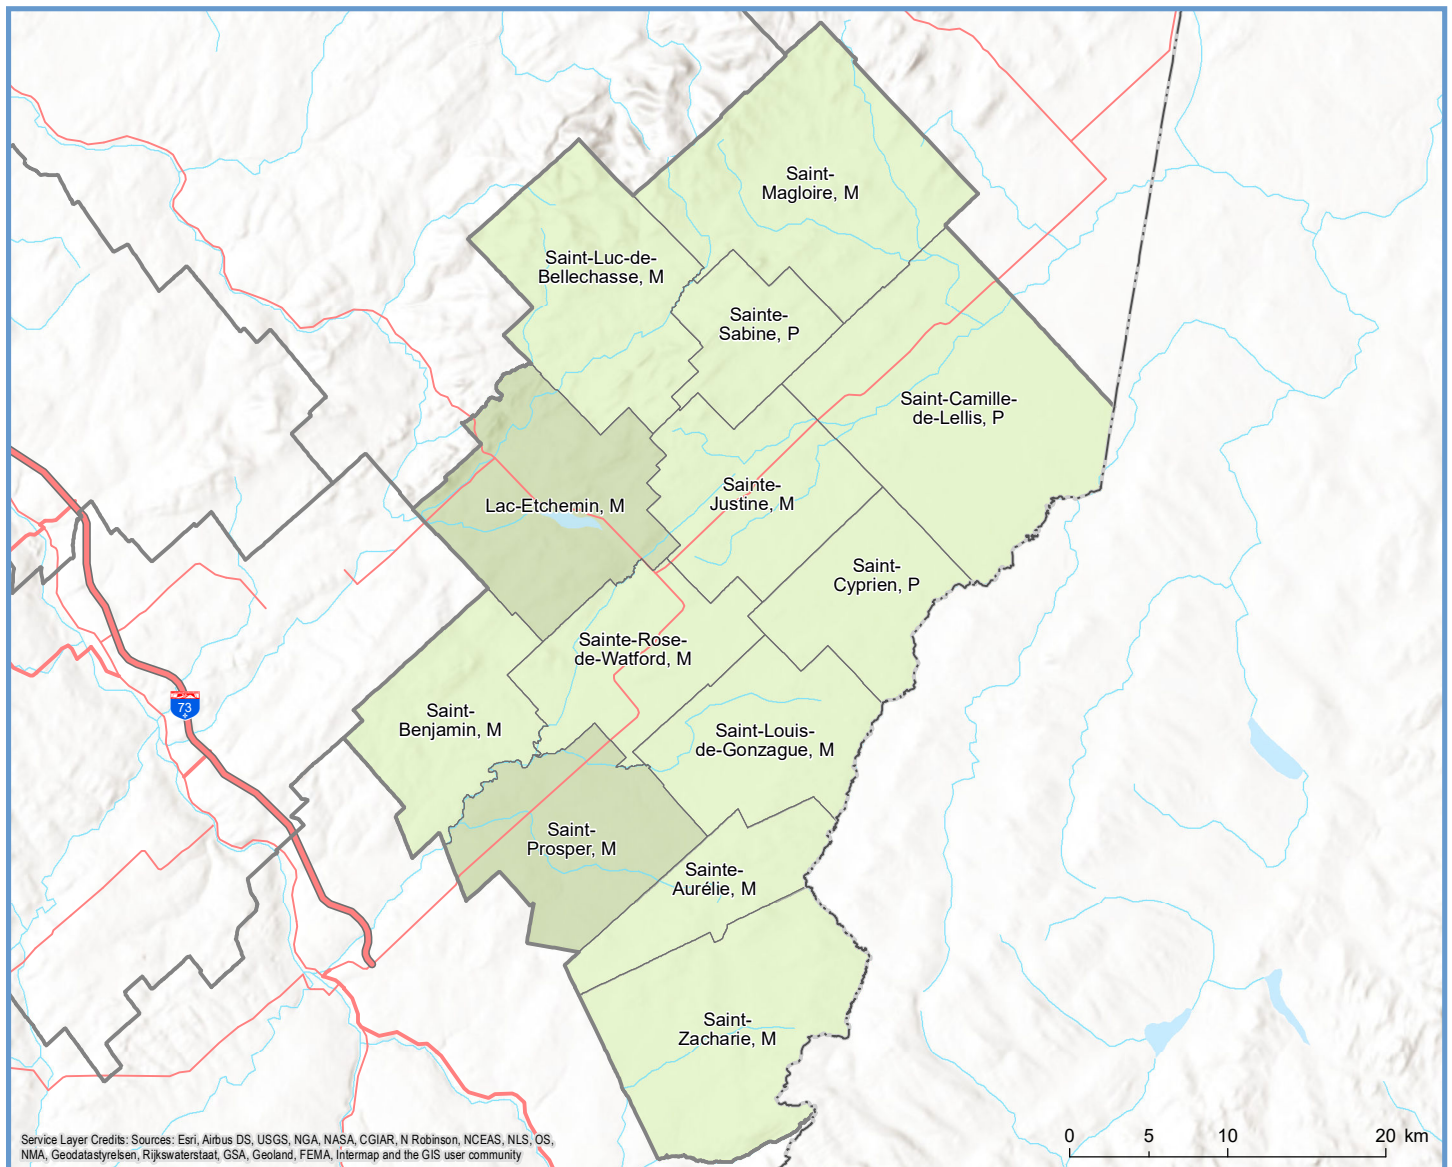 Saint-
Magloire, M
Saint-Luc-de-
Bellechasse, M
Sainte-
Sabine, P
Saint-Camille-
de-Lellis, P
Lac-Etchemin, M
Sainte-
Justine, M
Saint-
Cyprien, P
Sainte-Rose-
de-Watford, M
73
Saint-
Benjamin, M
Saint-Louis-
de-Gonzague, M
Saint-
Prosper, M
Sainte-
Aurélie, M
Saint-
Zacharie, M
0 5 10 20 km
Service Layer Credits: Sources: Esri, Airbus DS, USGS, NGA, NASA, CGIAR, N Robinson, NCEAS, NLS, OS,
NMA, Geodatastyrelsen, Rijkswaterstaat, GSA, Geoland, FEMA, Intermap and the GIS user community